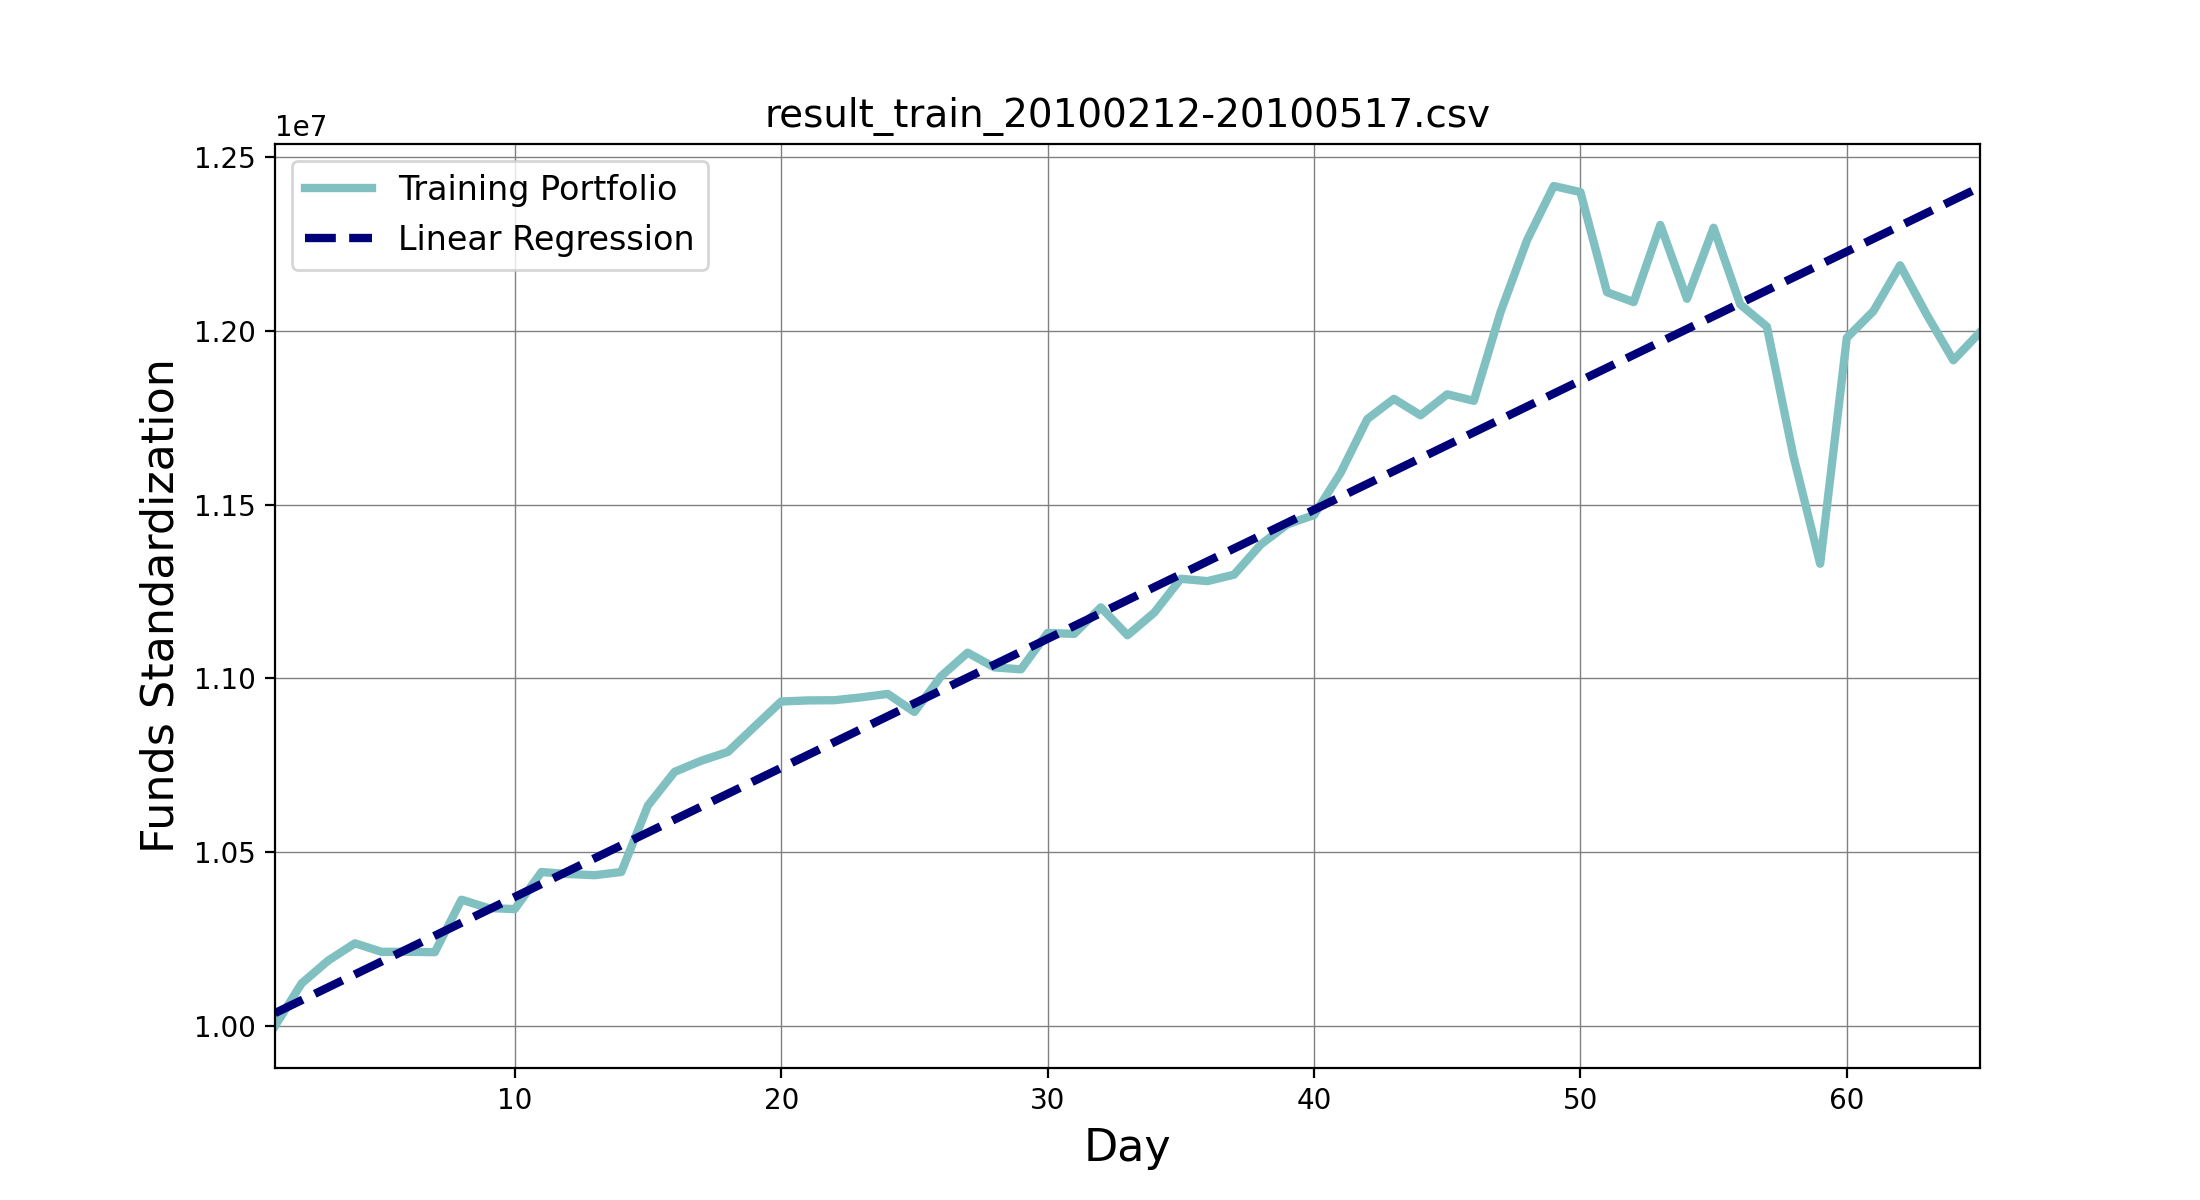 result_train_20100212-20100517.csv
1e7
1.25
1.20
1.15
1.10
1.05
1.00
Funds Standardization
Training Portfolio
Linear Regression
10 20 30 40 50 60
Day